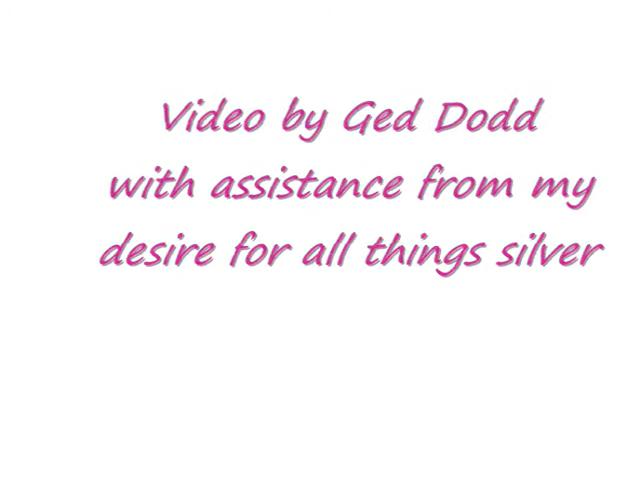 Video by Ged Dodd
with assistance from my
desire for all things silver